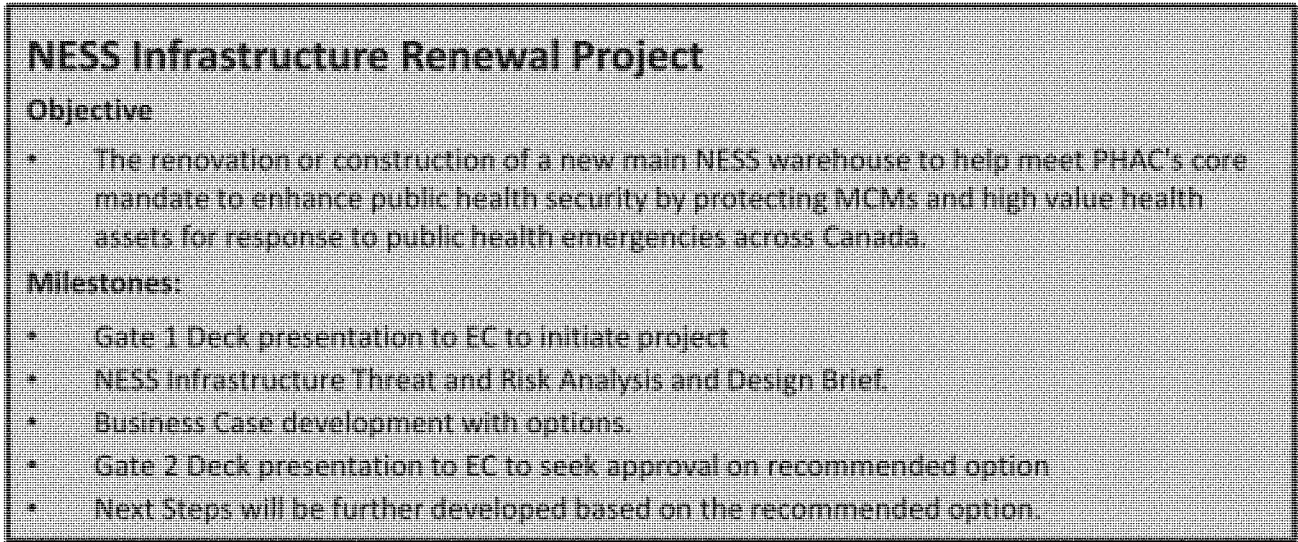 NESS Infrastructure Renewal Project
Objective
• The renovation or construction of a new main NESS warehouse to help meet PHAC's core
mandate to enhance public health security by protecting MCMs and high value health
assets for response to public health emergencies across Canada.
Milestones:
• Gate 1 Deck presentation to EC to initiate project
• NESS Infrastructure Threat and Risk Analysis and Design Brief.
• Business Case development with options.
• Gate 2 Deck presentation to EC to seek approval on recommended option
• Next Steps will be further developed based on the recommended option.